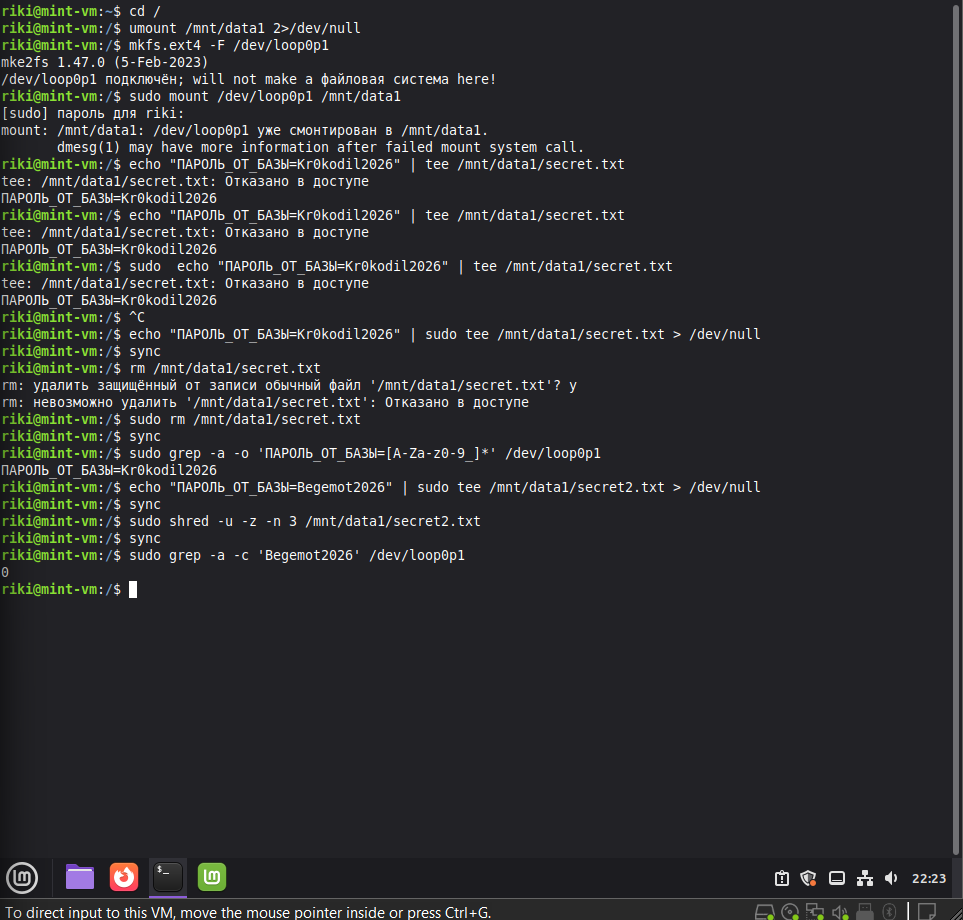 riki@mint-vm:~$ cd /
riki@mint-vm:/$ umount /mnt/data1 2>/dev/null
riki@mint-vm:/$ mkfs.ext4 -F /dev/loop0p1
mke2fs 1.47.0 (5-Feb-2023)
/dev/loop0p1 подключён; will not make a файловая система here!
riki@mint-vm:/$ sudo mount /dev/loop0p1 /mnt/data1
[sudo] пароль для riki:
mount: /mnt/data1: /dev/loop0p1 уже смонтирован в /mnt/data1.
       dmesg(1) may have more information after failed mount system call.
riki@mint-vm:/$ echo "ПАРОЛЬ_ОТ_БАЗЫ=Kr0kodil2026" | tee /mnt/data1/secret.txt
tee: /mnt/data1/secret.txt: Отказано в доступе
ПАРОЛЬ_ОТ_БАЗЫ=Kr0kodil2026
riki@mint-vm:/$ echo "ПАРОЛЬ_ОТ_БАЗЫ=Kr0kodil2026" | tee /mnt/data1/secret.txt
tee: /mnt/data1/secret.txt: Отказано в доступе
ПАРОЛЬ_ОТ_БАЗЫ=Kr0kodil2026
riki@mint-vm:/$ sudo  echo "ПАРОЛЬ_ОТ_БАЗЫ=Kr0kodil2026" | tee /mnt/data1/secret.txt
tee: /mnt/data1/secret.txt: Отказано в доступе
ПАРОЛЬ_ОТ_БАЗЫ=Kr0kodil2026
riki@mint-vm:/$ ^C
riki@mint-vm:/$ echo "ПАРОЛЬ_ОТ_БАЗЫ=Kr0kodil2026" | sudo tee /mnt/data1/secret.txt > /dev/null
riki@mint-vm:/$ sync
riki@mint-vm:/$ rm /mnt/data1/secret.txt
rm: удалить защищённый от записи обычный файл '/mnt/data1/secret.txt'? y
rm: невозможно удалить '/mnt/data1/secret.txt': Отказано в доступе
riki@mint-vm:/$ sudo rm /mnt/data1/secret.txt
riki@mint-vm:/$ sync
riki@mint-vm:/$ sudo grep -a -o 'ПАРОЛЬ_ОТ_БАЗЫ=[A-Za-z0-9_]*' /dev/loop0p1
ПАРОЛЬ_ОТ_БАЗЫ=Kr0kodil2026
riki@mint-vm:/$ echo "ПАРОЛЬ_ОТ_БАЗЫ=Begemot2026" | sudo tee /mnt/data1/secret2.txt > /dev/null
riki@mint-vm:/$ sync
riki@mint-vm:/$ sudo shred -u -z -n 3 /mnt/data1/secret2.txt
riki@mint-vm:/$ sync
riki@mint-vm:/$ sudo grep -a -c 'Begemot2026' /dev/loop0p1
0
riki@mint-vm:/$
22:23
To direct input to this VM, move the mouse pointer inside or press Ctrl+G.